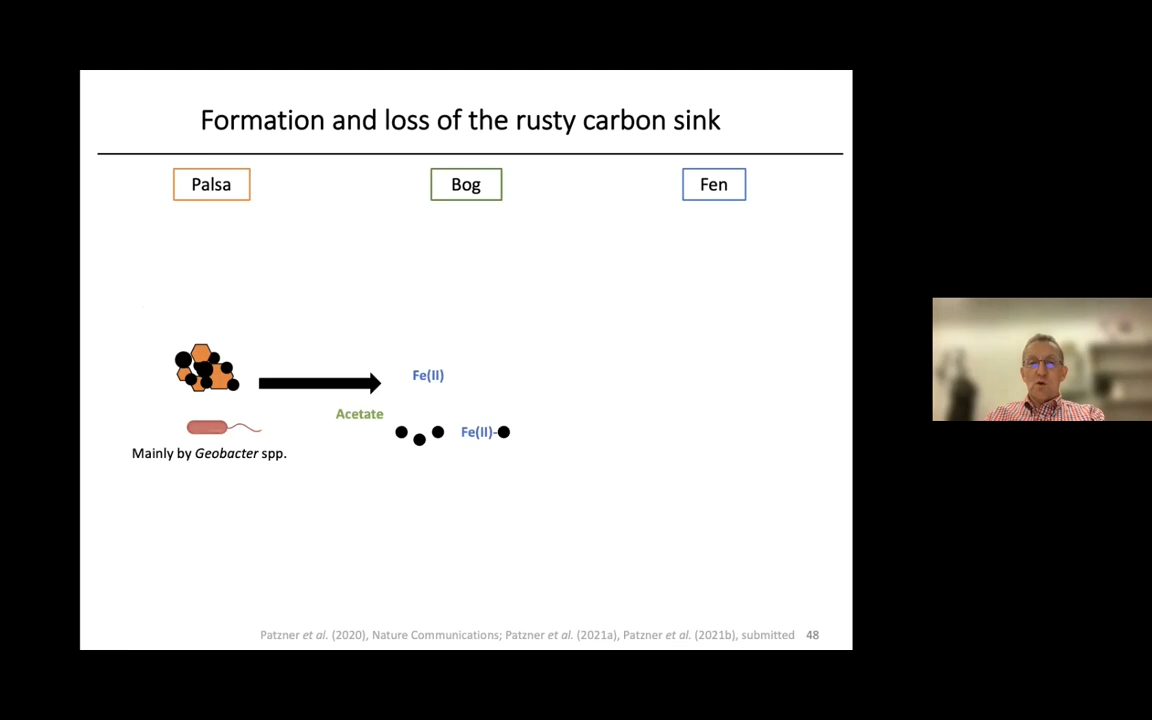 Formation and loss of the rusty carbon sink
Palsa
Bog
Fen
Fe(II)
Acetate
Fe(II)-
Mainly by Geobacter spp.
Patzner et al. (2020), Nature Communications; Patzner et al. (2021a), Patzner et al. (2021b), submitted 48